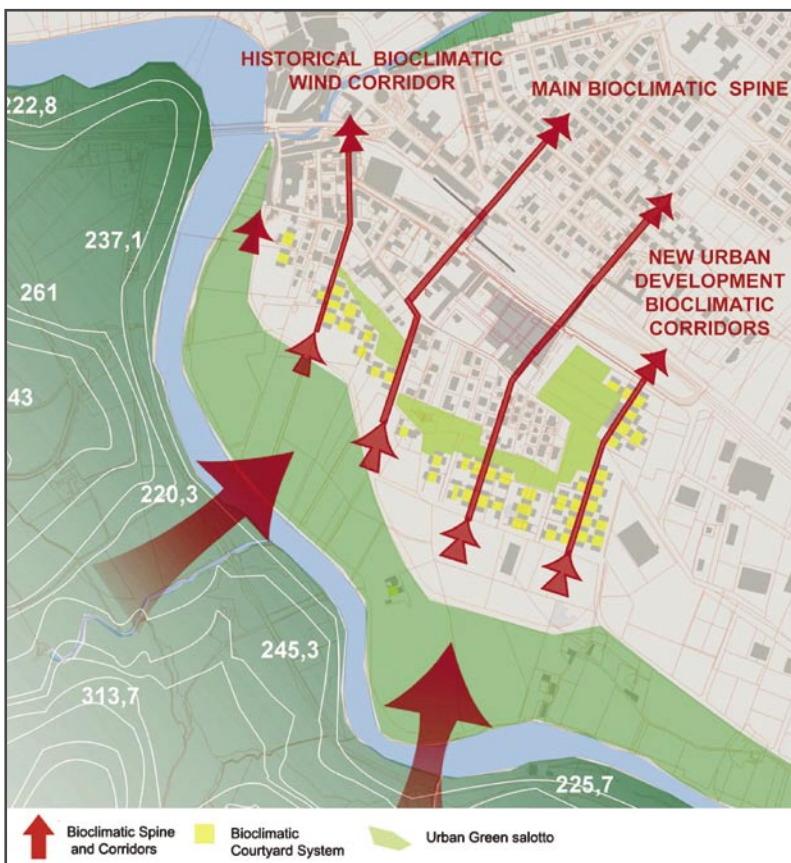 HISTORICAL BIOCLIMATIC
WIND CORRIDOR
MAIN BIOCLIMATIC SPINE
222,8
237,1
NEW URBAN
DEVELOPMENT
BIOCLIMATIC
CORRIDORS
261
43
220,3
245,3
313,7
225,7
Bioclimatic Spine
and Corridors
Bioclimatic
Courtyard System
Urban Green salotto